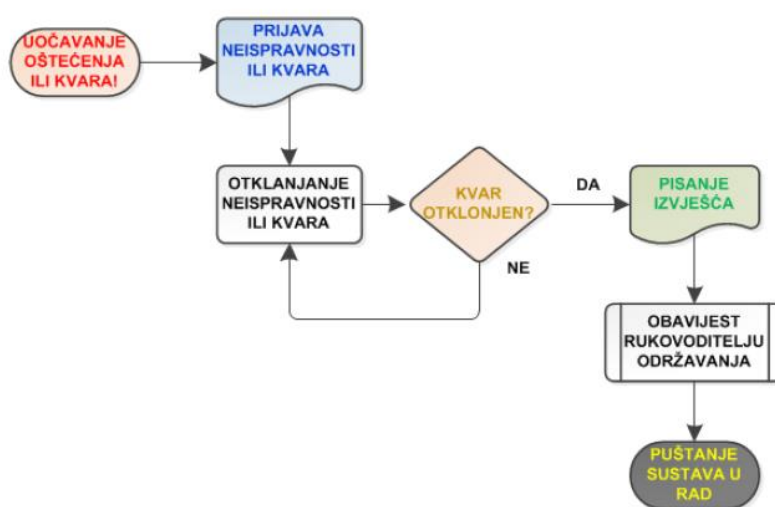 UOČAVANJE
OŠTEĆENJA
ILI KVARA!
PRIJAVA
NEISPRAVNOSTI
ILI KVARA
OTKLANJANJE
NEISPRAVNOSTI
ILI KVARA
KVAR
OTKLONJEN?
DA
NE
PISANJE
IZVJEŠĆA
OBAVIJEST
RUKOVODITELJU
ODRŽAVANJA
PUŠTANJE
SUSTAVA U
RAD